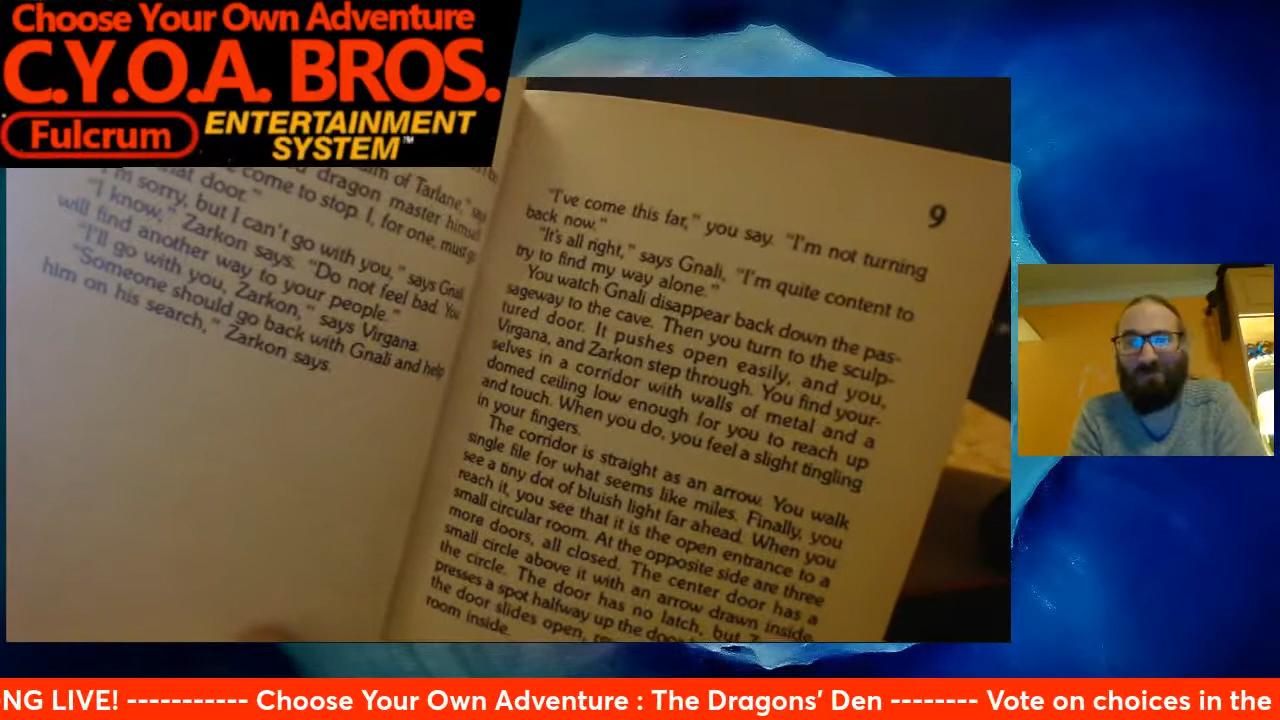 Choose Your Own Adventure
C.Y.O.A. BROS.
Fulcrum
ENTERTAINMENT
SYSTEM™
of Tarlane," say
that door."
dragon master himself
come to stop. I, for one, must go
"I'm sorry, but I can't go with you," says Gnali
"I know," Zarkon says. "Do not feel bad. You
will find another way to your people."
"I'll go with you, Zarkon," says Virgana.
"Someone should go back with Gnali and help
him on his search," Zarkon says.
9
"I've come this far," you say. "I'm not turning
back now."
"It's all right," says Gnali, "I'm quite content to
try to find my way alone."
You watch Gnali disappear back down the pas-
sageway to the cave. Then you turn to the sculp-
tured door. It pushes open easily, and you,
Virgana, and Zarkon step through. You find your-
selves in a corridor with walls of metal and a
domed ceiling low enough for you to reach up
and touch. When you do, you feel a slight tingling
in your fingers.
The corridor is straight as an arrow. You walk
single file for what seems like miles. Finally, you
see a tiny dot of bluish light far ahead. When you
reach it, you see that it is the open entrance to a
small circular room. At the opposite side are three
more doors, all closed. The center door has a
small circle above it with an arrow drawn inside
the circle. The door has no latch, but
presses a spot halfway up the door
the door slides open,
room inside.
NG LIVE! ----------- Choose Your Own Adventure : The Dragons' Den -------- Vote on choices in the